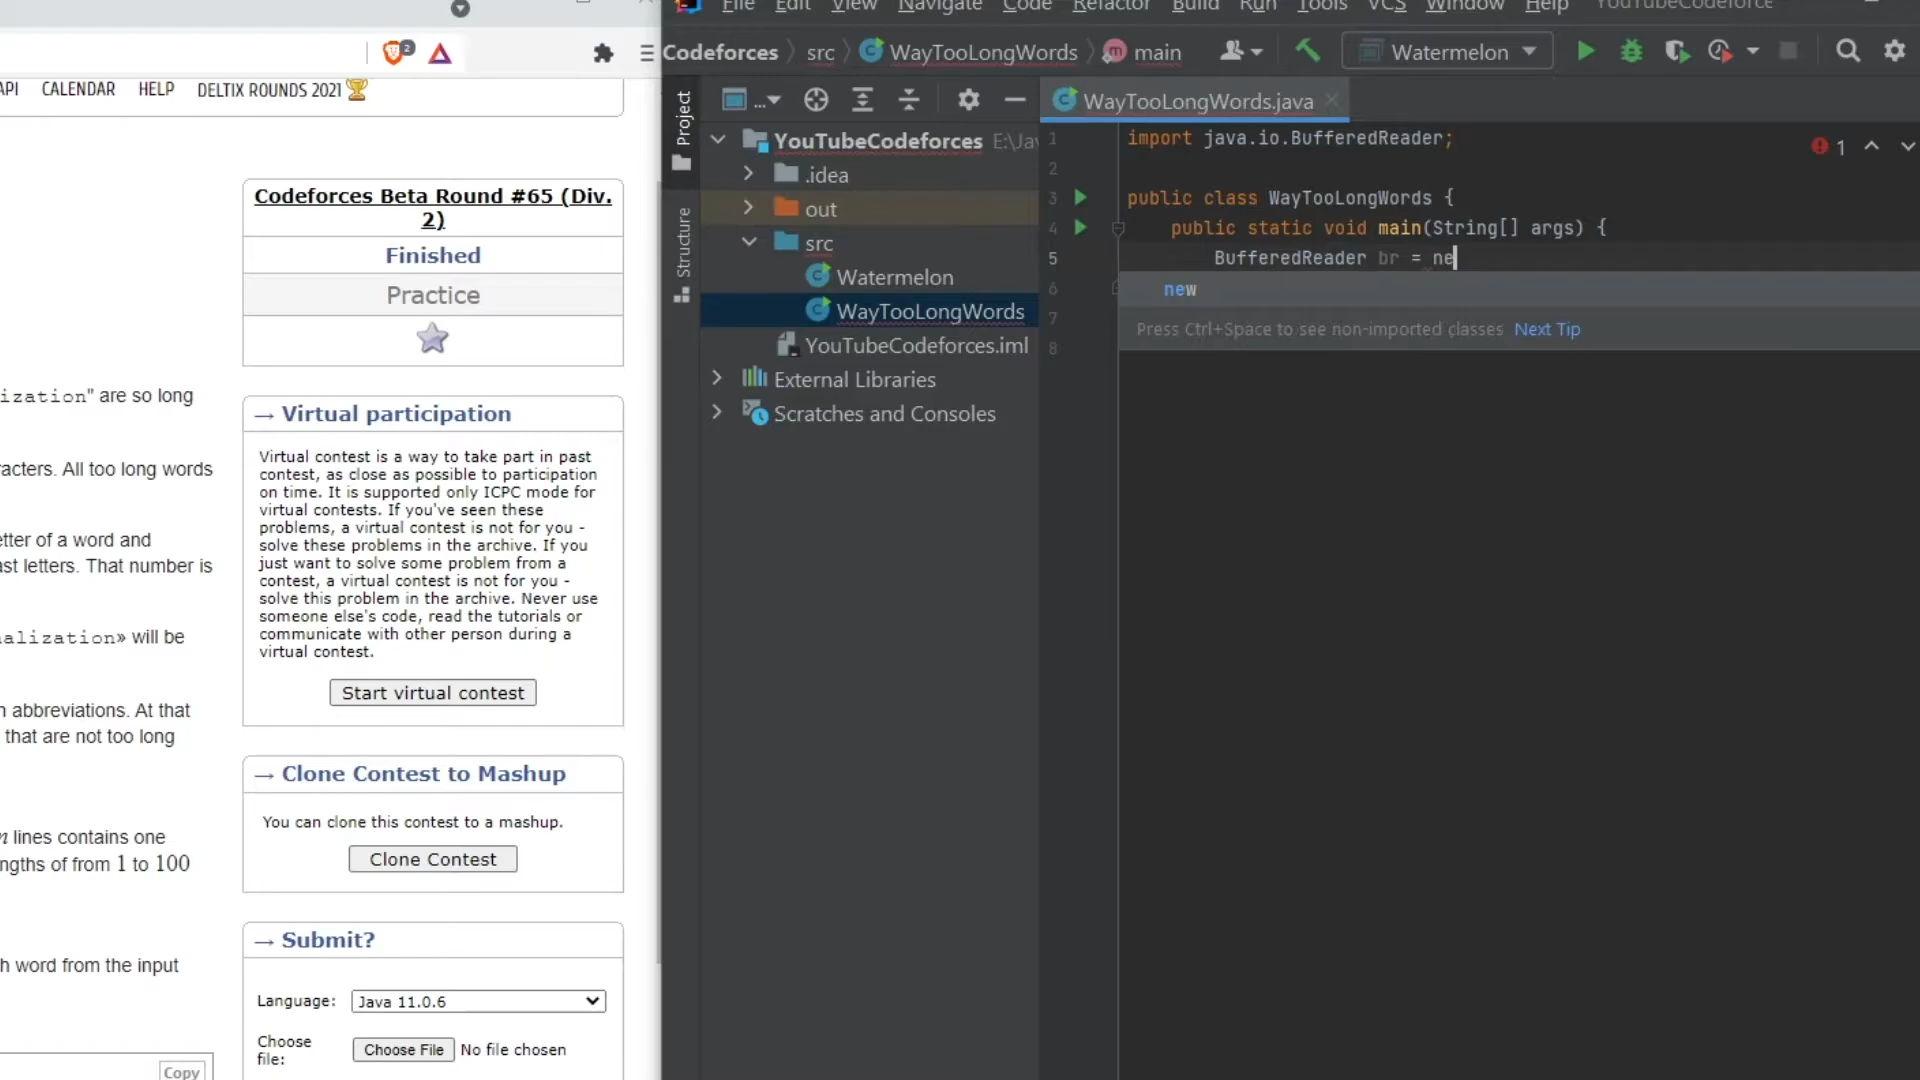 File Edit View Navigate Code Refactor Build Run Tools VCS Window Help YouTubeCodeforce
2
Codeforces src WayTooLongWords m main Watermelon
API CALENDAR HELP DELTIX ROUNDS 2021
Codeforces Beta Round #65 (Div.
2)
Finished
Practice
ization" are so long
racters. All too long words
etter of a word and
ast letters. That number is
alization» will be
n abbreviations. At that
that are not too long
n lines contains one
ngths of from 1 to 100
h word from the input
Copy
→ Virtual participation
Virtual contest is a way to take part in past
contest, as close as possible to participation
on time. It is supported only ICPC mode for
virtual contests. If you've seen these
problems, a virtual contest is not for you -
solve these problems in the archive. If you
just want to solve some problem from a
contest, a virtual contest is not for you -
solve this problem in the archive. Never use
someone else's code, read the tutorials or
communicate with other person during a
virtual contest.
Start virtual contest
→ Clone Contest to Mashup
You can clone this contest to a mashup.
Clone Contest
→ Submit?
Language: Java 11.0.6
Choose
file: Choose File No file chosen
Project
Structure
...
YouTubeCodeforces E:\Ja
.idea
out
src
Watermelon
WayTooLongWords
YouTubeCodeforces.iml
External Libraries
Scratches and Consoles
WayTooLongWords.java
1 import java.io.BufferedReader;
1
2
3 public class WayTooLongWords {
4 public static void main(String[] args) {
5 BufferedReader br = ne
6 new
7 Press Ctrl+Space to see non-imported classes Next Tip
8